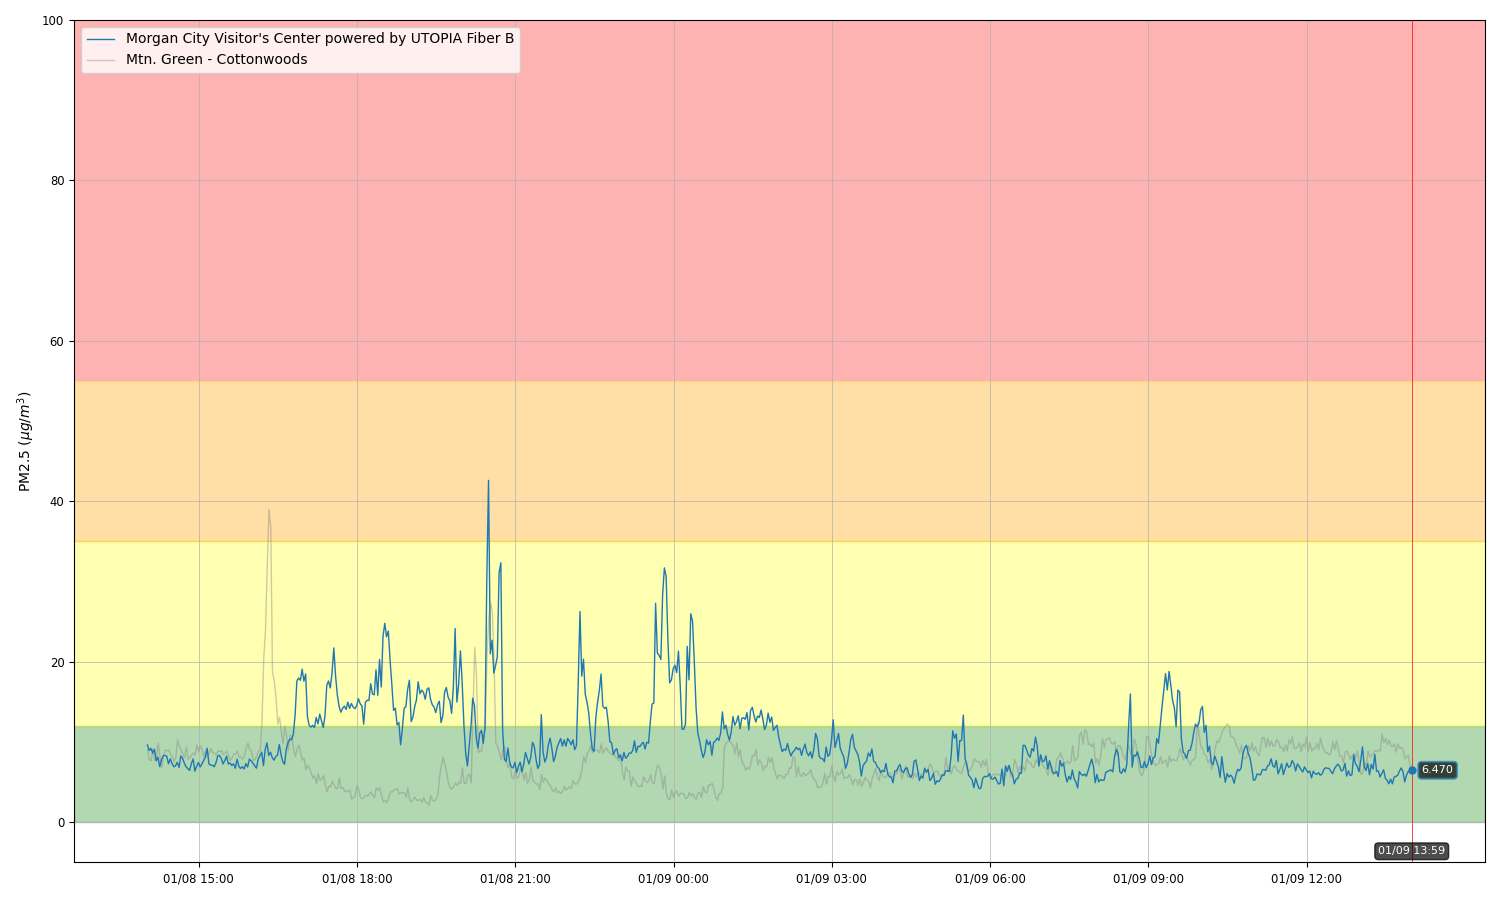 100
Morgan City Visitor's Center powered by UTOPIA Fiber B
Mtn. Green - Cottonwoods
80
60
PM2.5 (µg/m³)
40
20
6.470
0
01/09 13:59
01/08 15:00 01/08 18:00 01/08 21:00 01/09 00:00 01/09 03:00 01/09 06:00 01/09 09:00 01/09 12:00